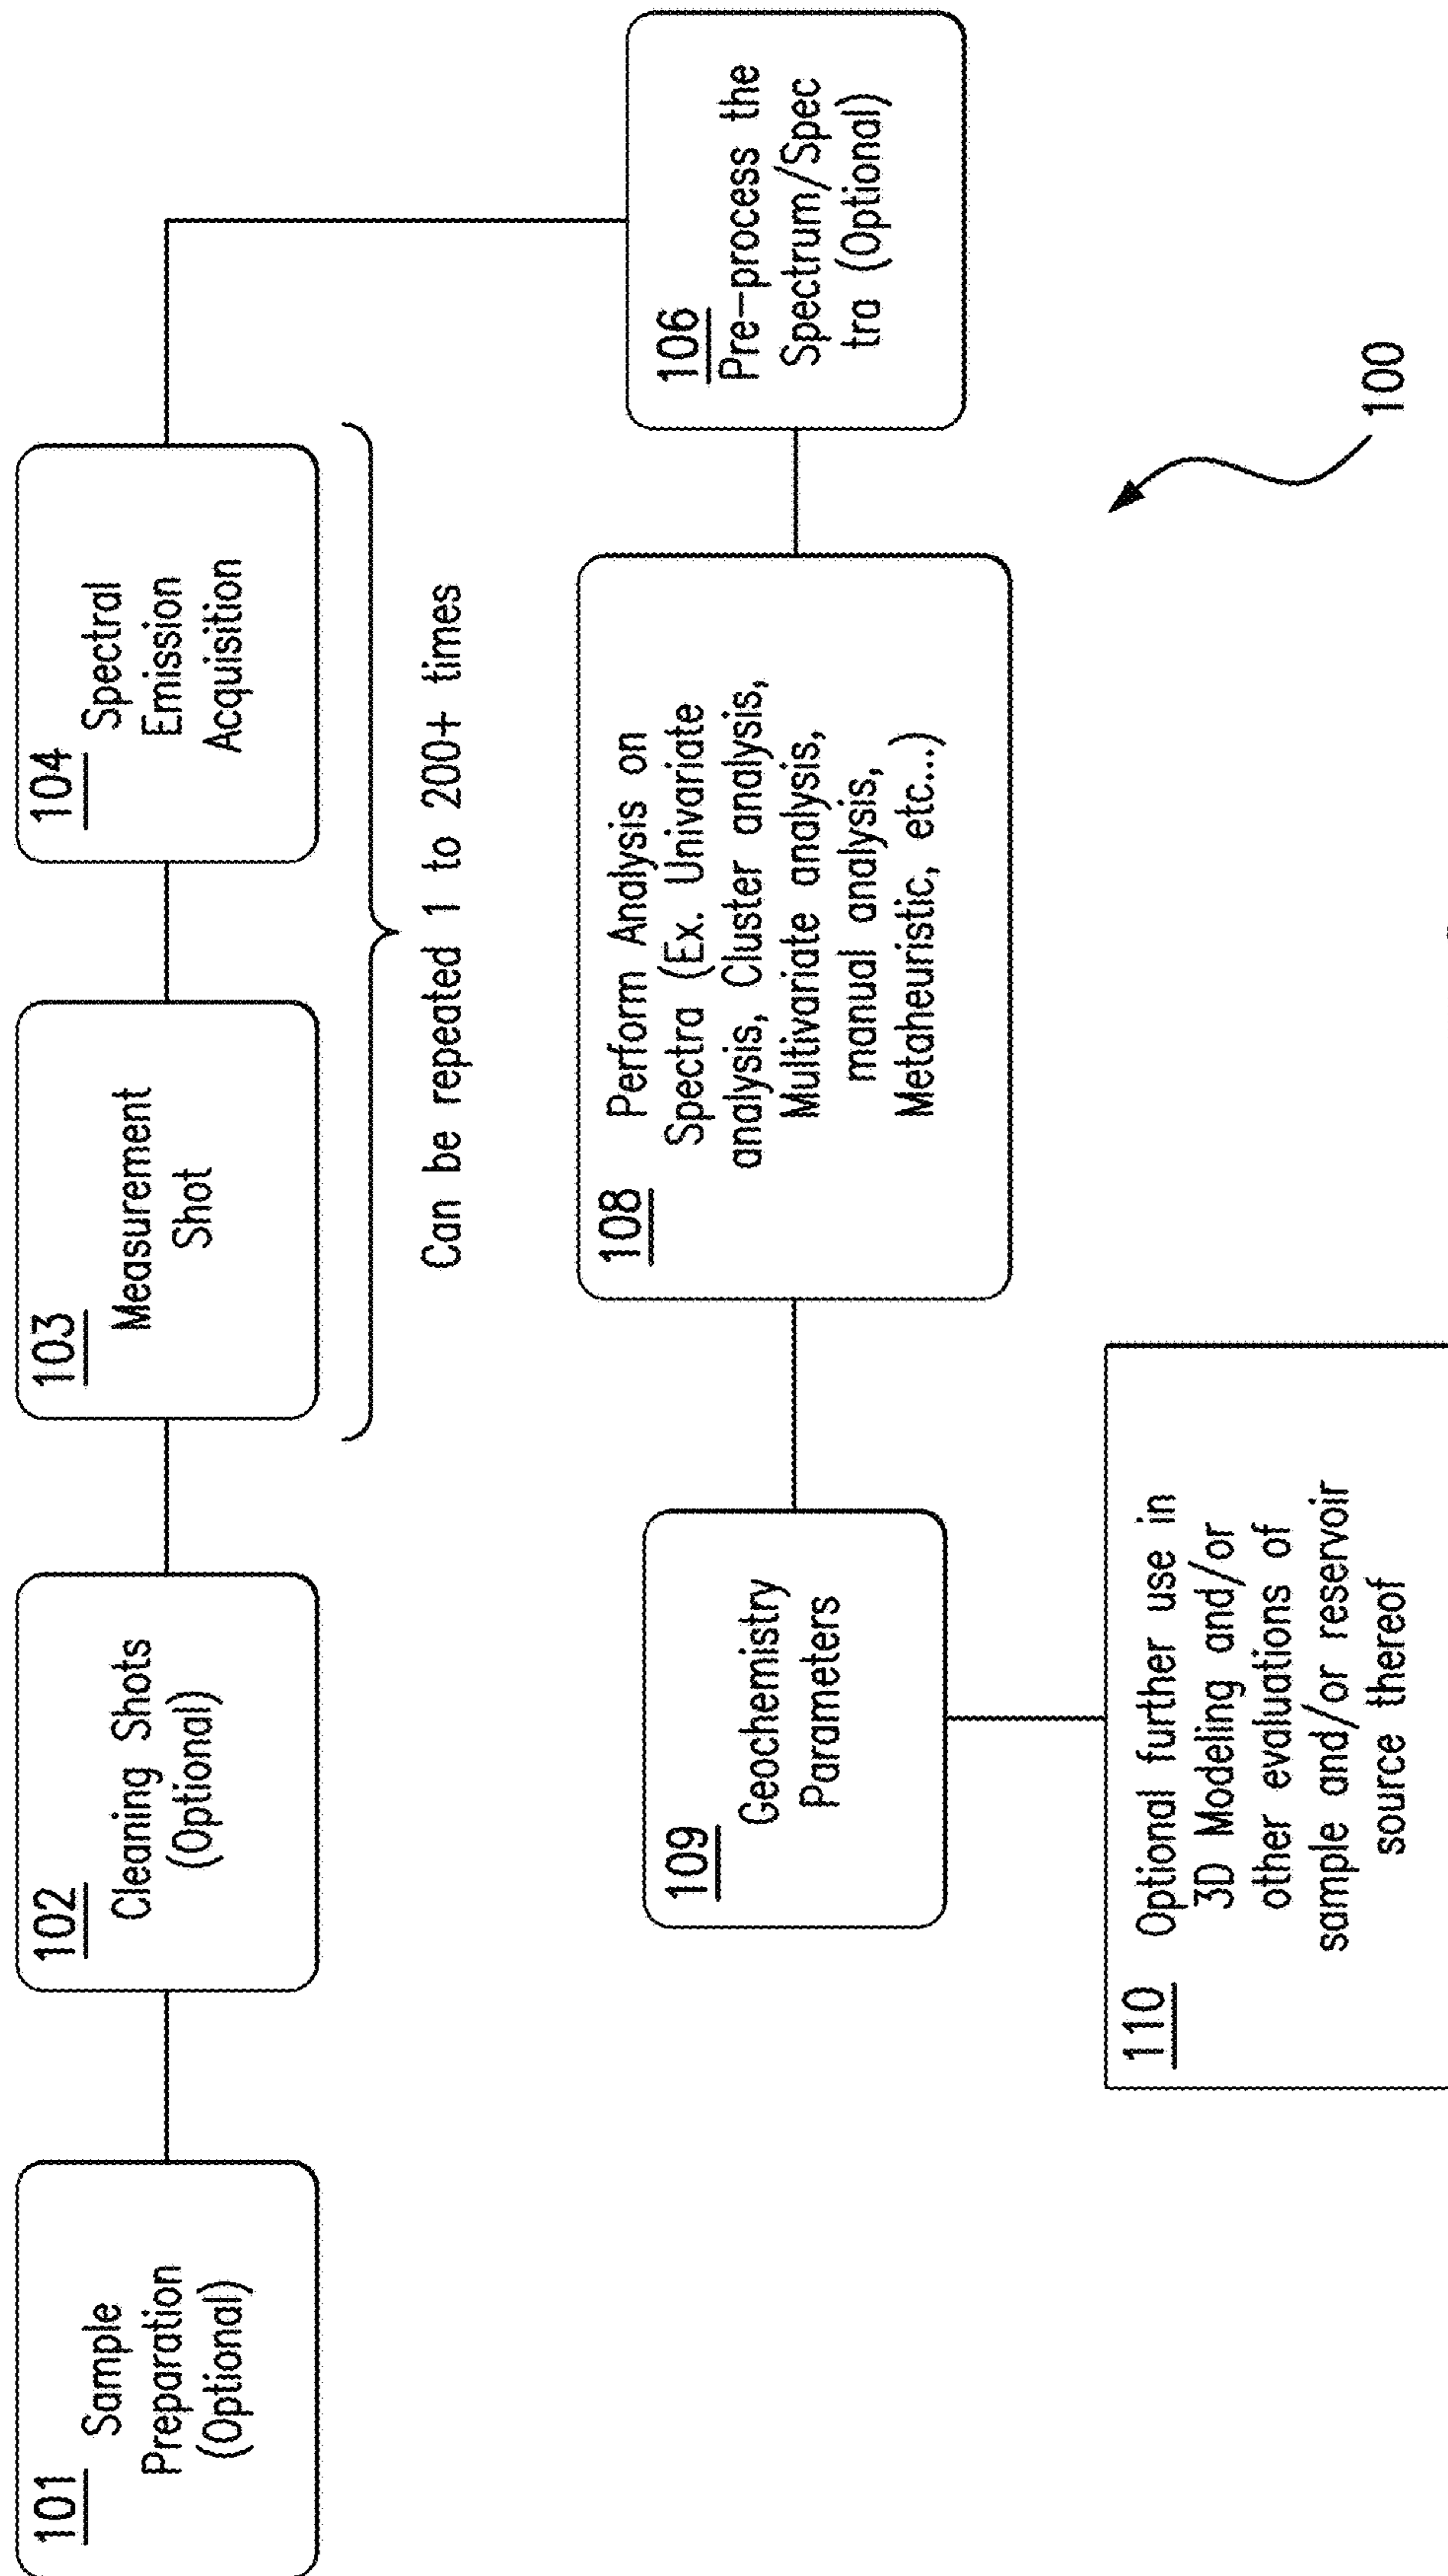 101
Sample
Preparation
(Optional)
102
Cleaning Shots
(Optional)
103
Measurement
Shot
104
Spectral
Emission
Acquisition
Can be repeated 1 to 200+ times
106
Pre-process the
Spectrum/Spec
tra (Optional)
108
Perform Analysis on
Spectra (Ex. Univariate
analysis, Cluster analysis,
Multivariate analysis,
manual analysis,
Metaheuristic, etc...)
109
Geochemistry
Parameters
110
Optional further use in
3D Modeling and/or
other evaluations of
sample and/or reservoir
source thereof
100